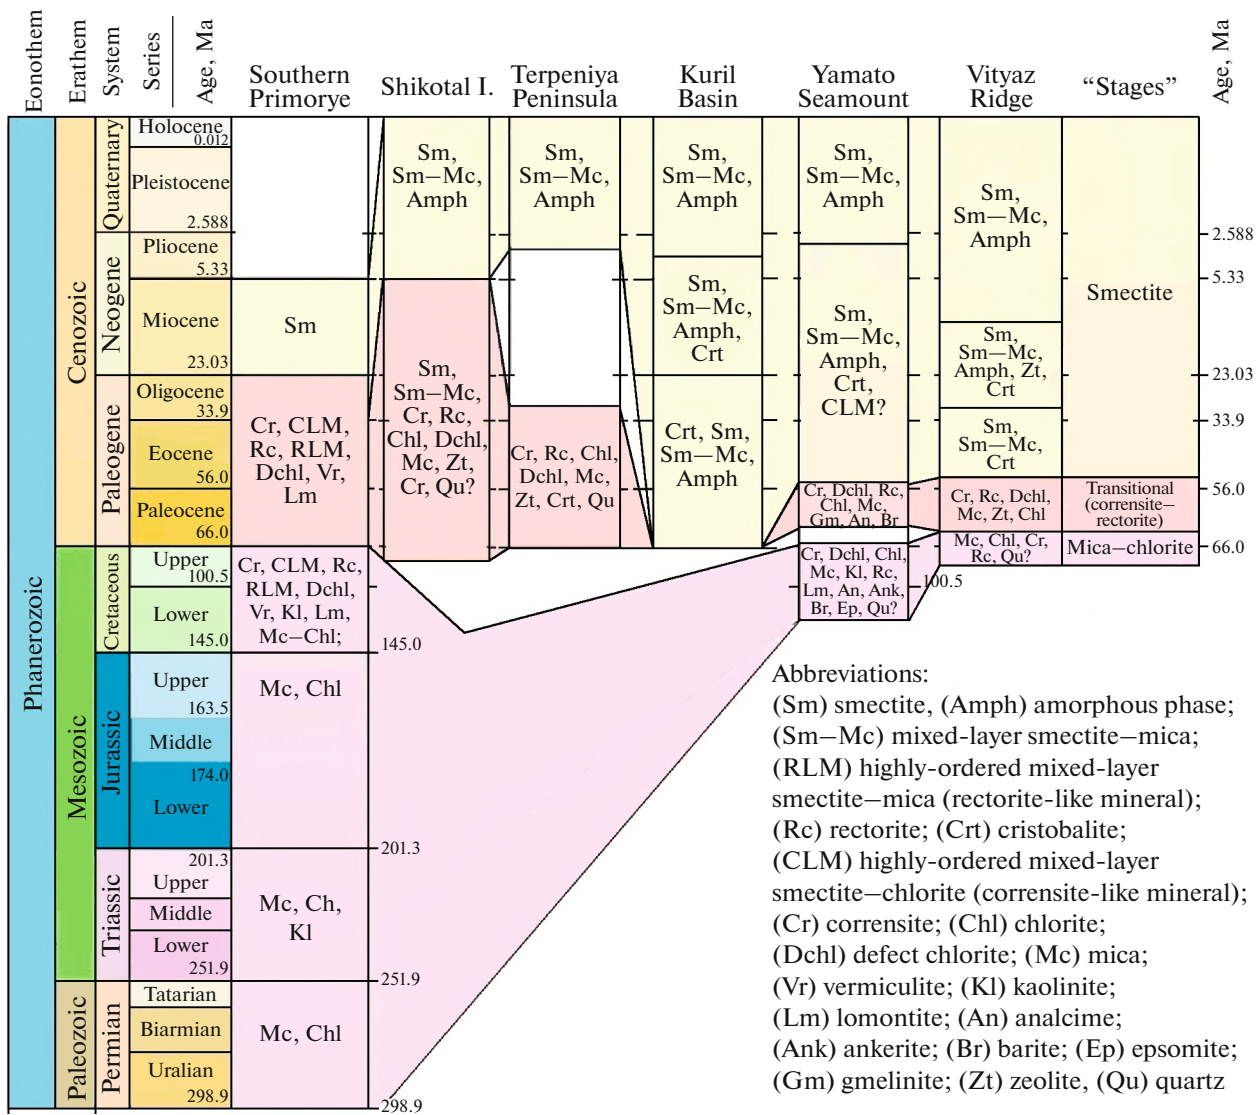 Eonothem
Erathem
System
Series
Age, Ma
Southern
Primorye
Shikotal I.
Terpeniya
Peninsula
Kuril
Basin
Yamato
Seamount
Vityaz
Ridge
“Stages”
Age, Ma
Phanerozoic
Cenozoic
Mesozoic
Paleozoic
Quaternary
Neogene
Paleogene
Cretaceous
Jurassic
Triassic
Permian
Holocene
0.012
Pleistocene
2.588
Pliocene
5.33
Miocene
23.03
Oligocene
33.9
Eocene
56.0
Paleocene
66.0
Upper
100.5
Lower
145.0
Upper
163.5
Middle
174.0
Lower
201.3
Upper
Middle
Lower
251.9
Tatarian
Biarmian
Uralian
298.9
Sm
Cr, CLM,
Rc, RLM,
Dchl, Vr,
Lm
Cr, CLM, Rc,
RLM, Dchl,
Vr, Kl, Lm,
Mc–Chl;
Mc, Chl
Mc, Ch,
Kl
Mc, Chl
145.0
201.3
251.9
298.9
Sm,
Sm–Mc,
Amph
Sm,
Sm–Mc,
Cr, Rc,
Chl, Dchl,
Mc, Zt,
Cr, Qu?
Sm,
Sm–Mc,
Amph
Cr, Rc, Chl,
Dchl, Mc,
Zt, Crt, Qu
Sm,
Sm–Mc,
Amph
Sm,
Sm–Mc,
Amph,
Crt
Crt, Sm,
Sm–Mc,
Amph
Sm,
Sm–Mc,
Amph
Sm,
Sm–Mc,
Amph,
Crt,
CLM?
Cr, Dchl, Rc,
Chl, Mc,
Gm, An, Br
Cr, Dchl, Chl,
Mc, Kl, Rc,
Lm, An, Ank,
Br, Ep, Qu?
100.5
Sm,
Sm–Mc,
Amph
Sm,
Sm–Mc,
Amph, Zt,
Crt
Sm,
Sm–Mc,
Crt
Cr, Rc, Dchl,
Mc, Zt, Chl
Mc, Chl, Cr,
Rc, Qu?
Smectite
Transitional
(corrensite–
rectorite)
Mica–chlorite
2.588
5.33
23.03
33.9
56.0
66.0
Abbreviations:
(Sm) smectite, (Amph) amorphous phase;
(Sm–Mc) mixed-layer smectite–mica;
(RLM) highly-ordered mixed-layer
smectite–mica (rectorite-like mineral);
(Rc) rectorite; (Crt) cristobalite;
(CLM) highly-ordered mixed-layer
smectite–chlorite (corrensite-like mineral);
(Cr) corrensite; (Chl) chlorite;
(Dchl) defect chlorite; (Mc) mica;
(Vr) vermiculite; (Kl) kaolinite;
(Lm) lomontite; (An) analcime;
(Ank) ankerite; (Br) barite; (Ep) epsomite;
(Gm) gmelinite; (Zt) zeolite, (Qu) quartz